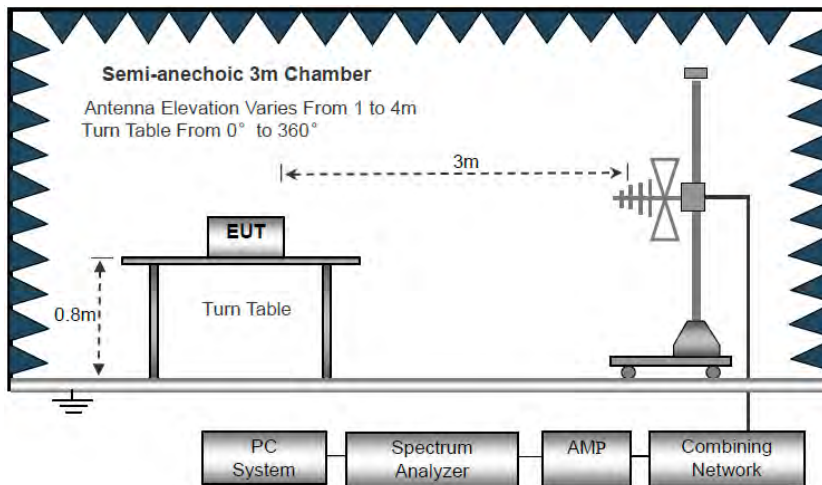 Semi-anechoic 3m Chamber
Antenna Elevation Varies From 1 to 4m
Turn Table From 0° to 360°
3m
EUT
0.8m
Turn Table
PC
System
Spectrum
Analyzer
AMP
Combining
Network